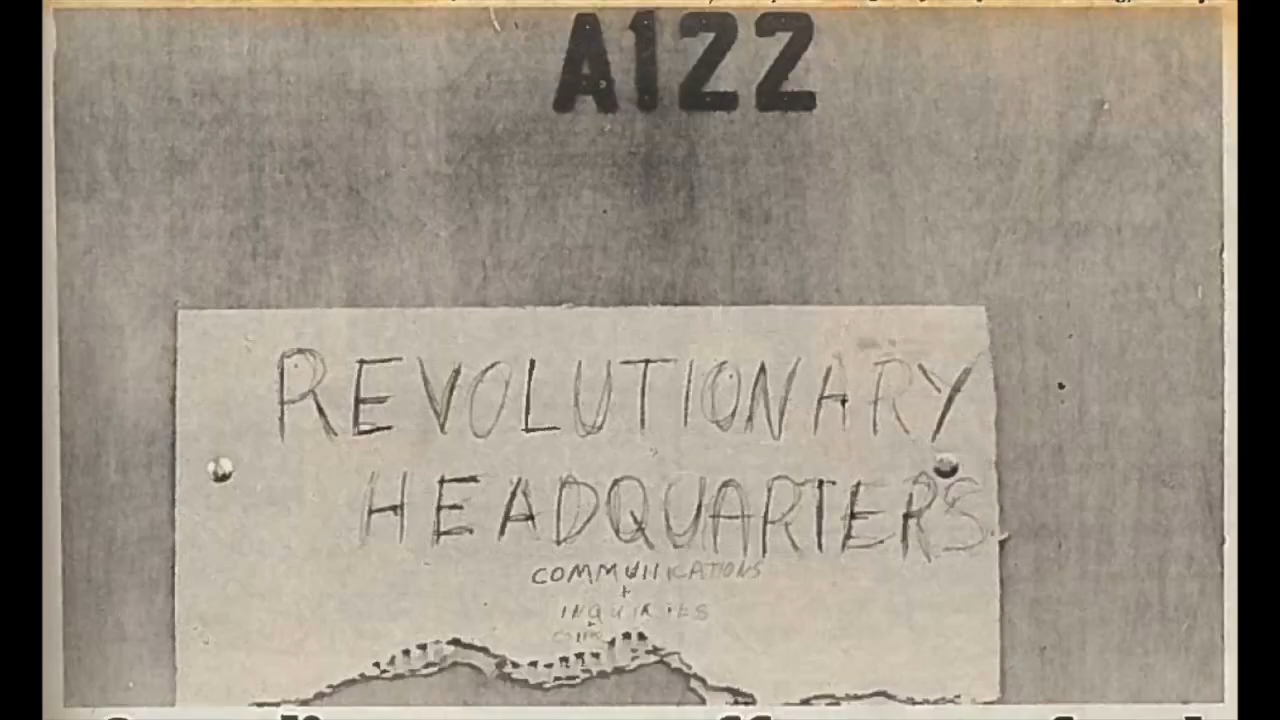 A122
REVOLUTIONARY
HEADQUARTERS
COMMUNICATIONS
+
INQUIRIES